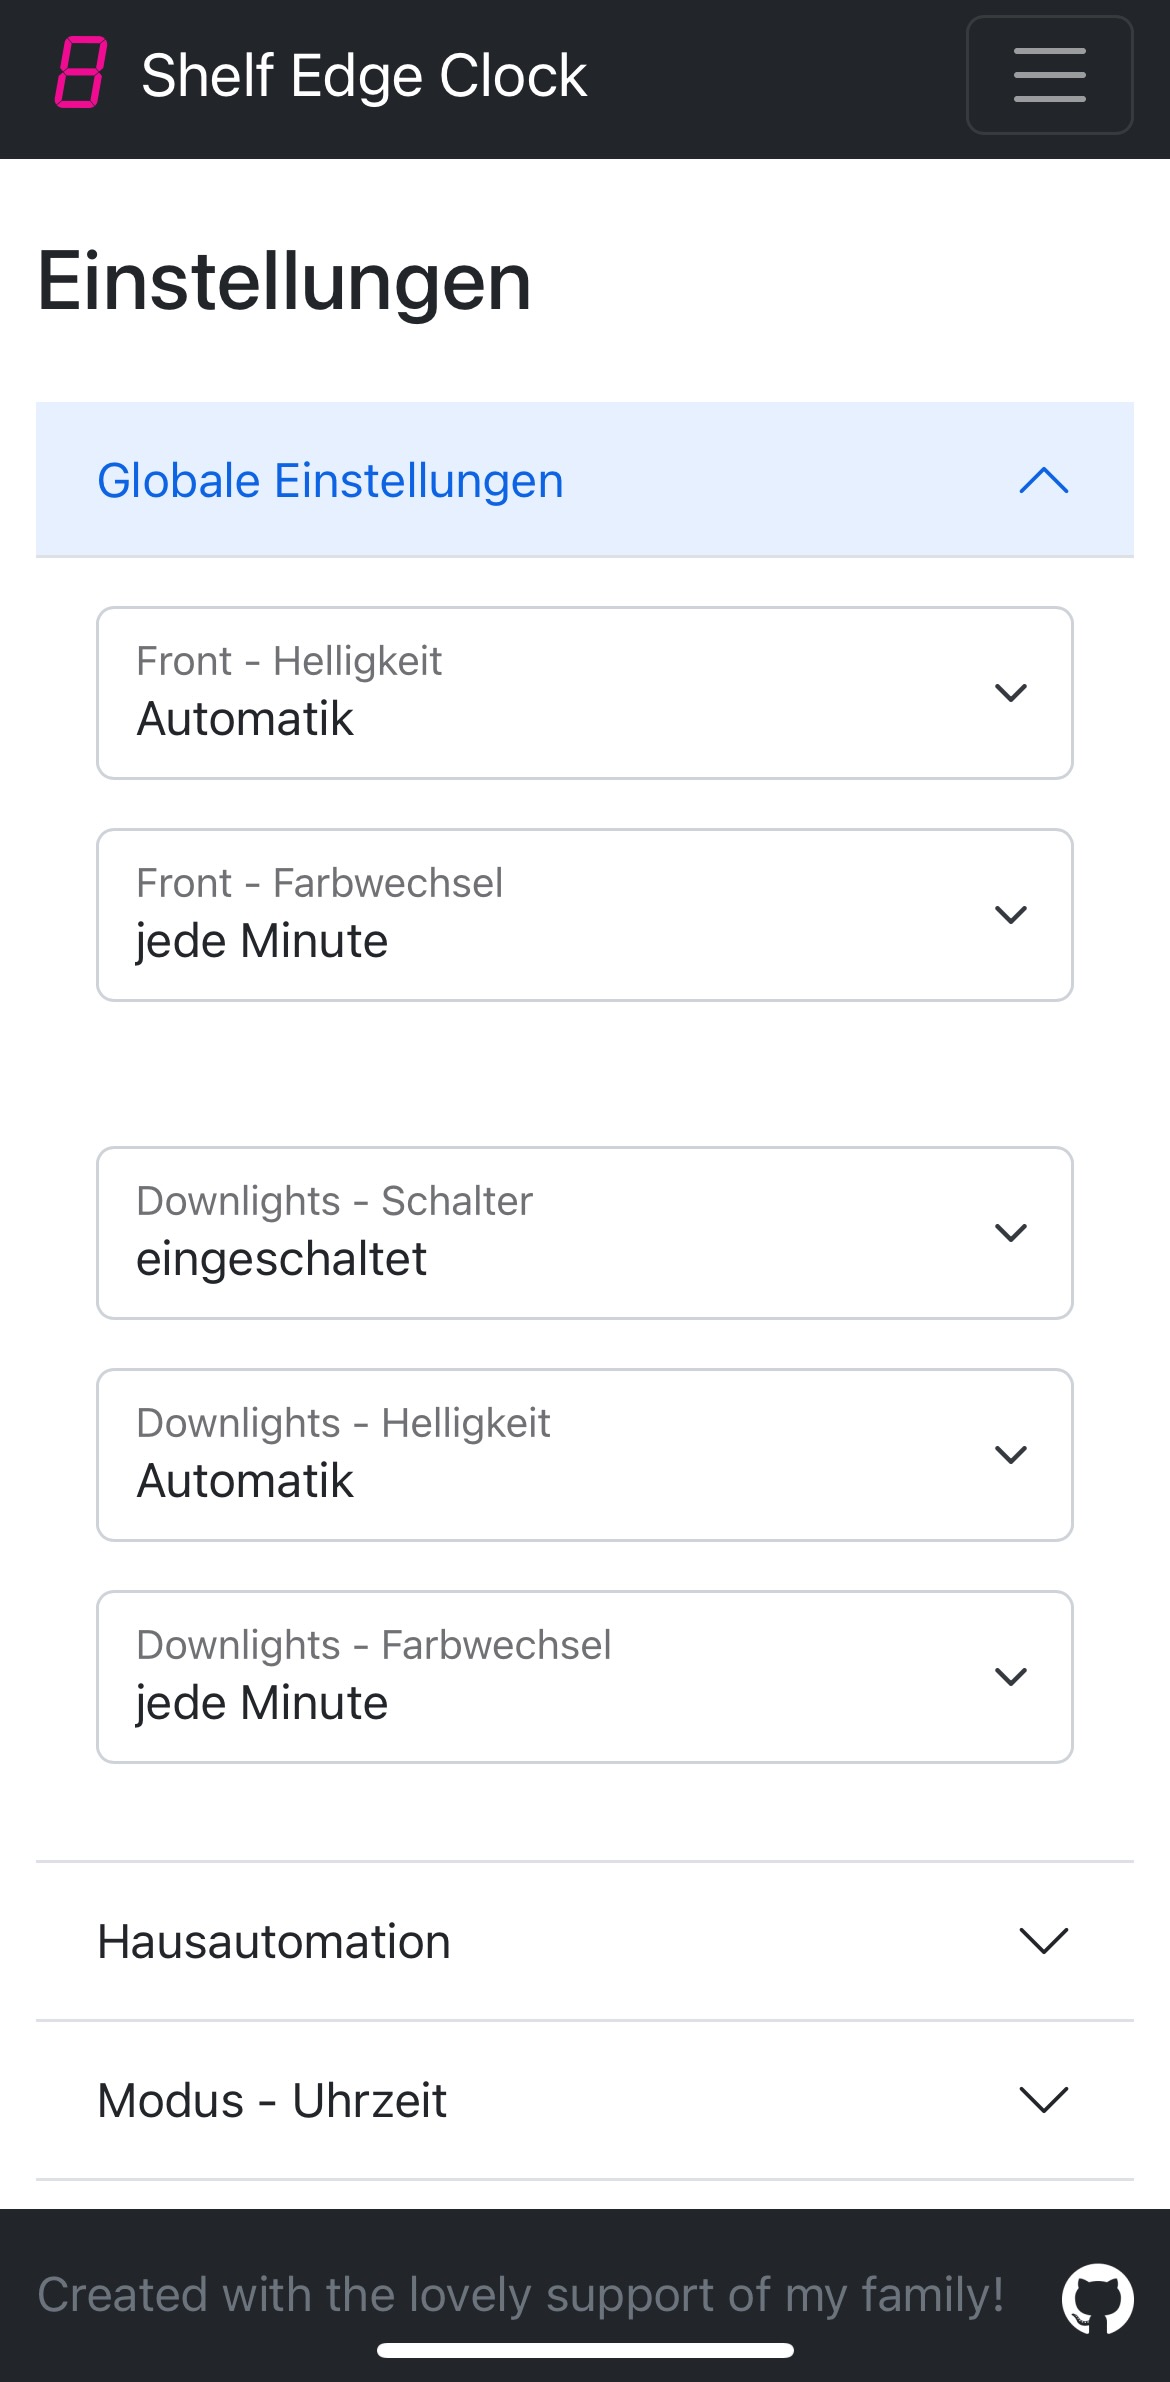 Shelf Edge Clock
Einstellungen
Globale Einstellungen
Front - Helligkeit
Automatik
Front - Farbwechsel
jede Minute
Downlights - Schalter
eingeschaltet
Downlights - Helligkeit
Automatik
Downlights - Farbwechsel
jede Minute
Hausautomation
Modus - Uhrzeit
Created with the lovely support of my family!